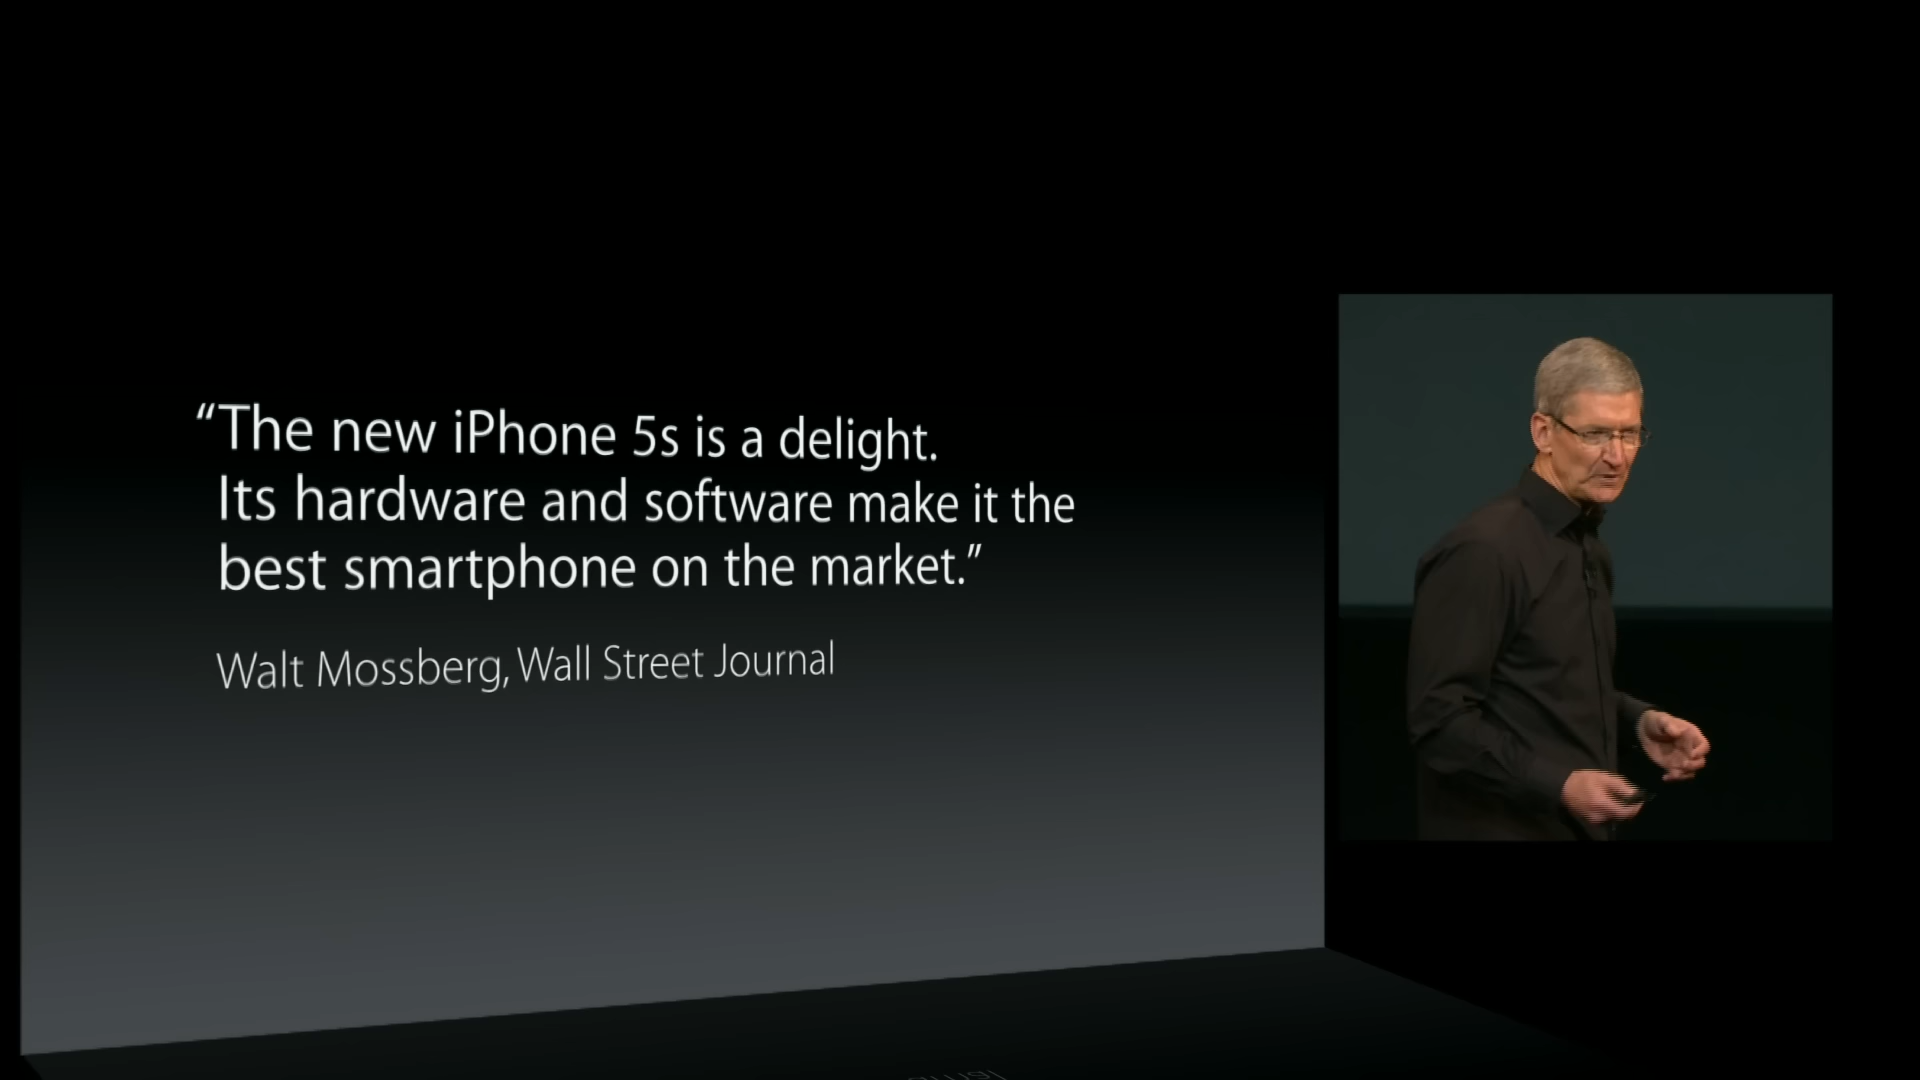 “The new iPhone 5s is a delight.
Its hardware and software make it the
best smartphone on the market.”
Walt Mossberg, Wall Street Journal